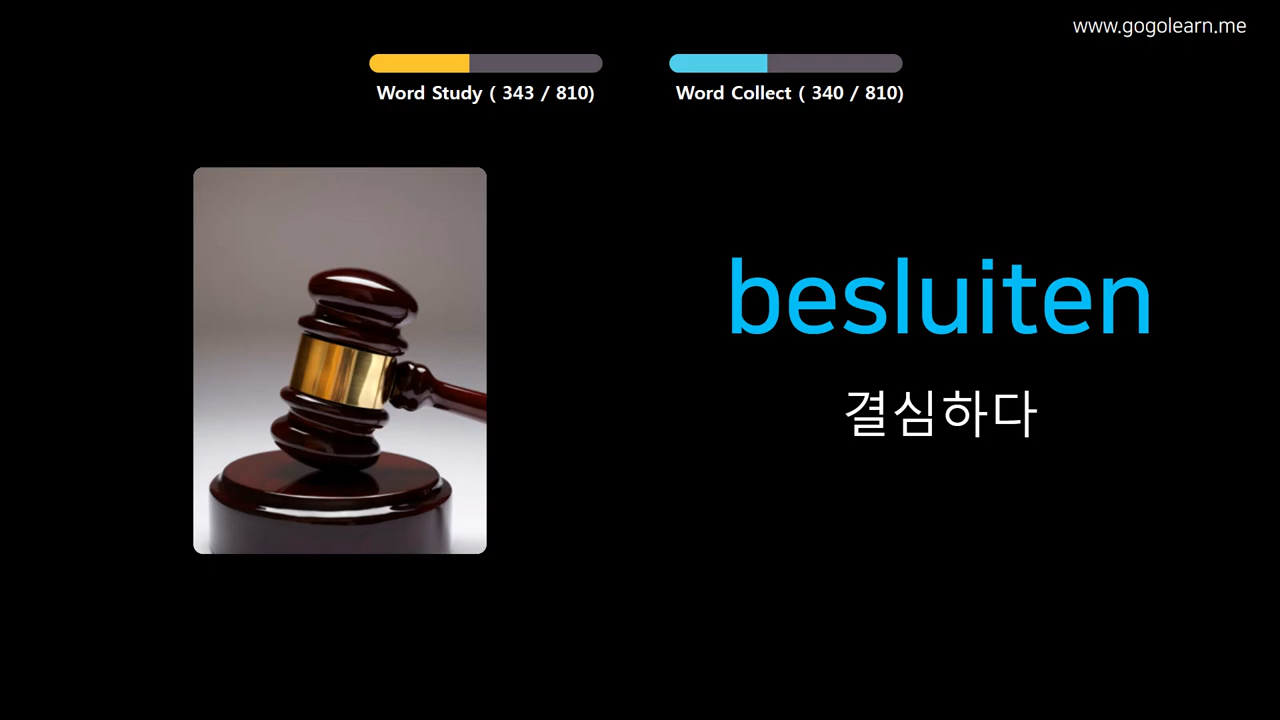 www.gogolearn.me
Word Study ( 343 / 810)
Word Collect ( 340 / 810)
besluiten
결심하다